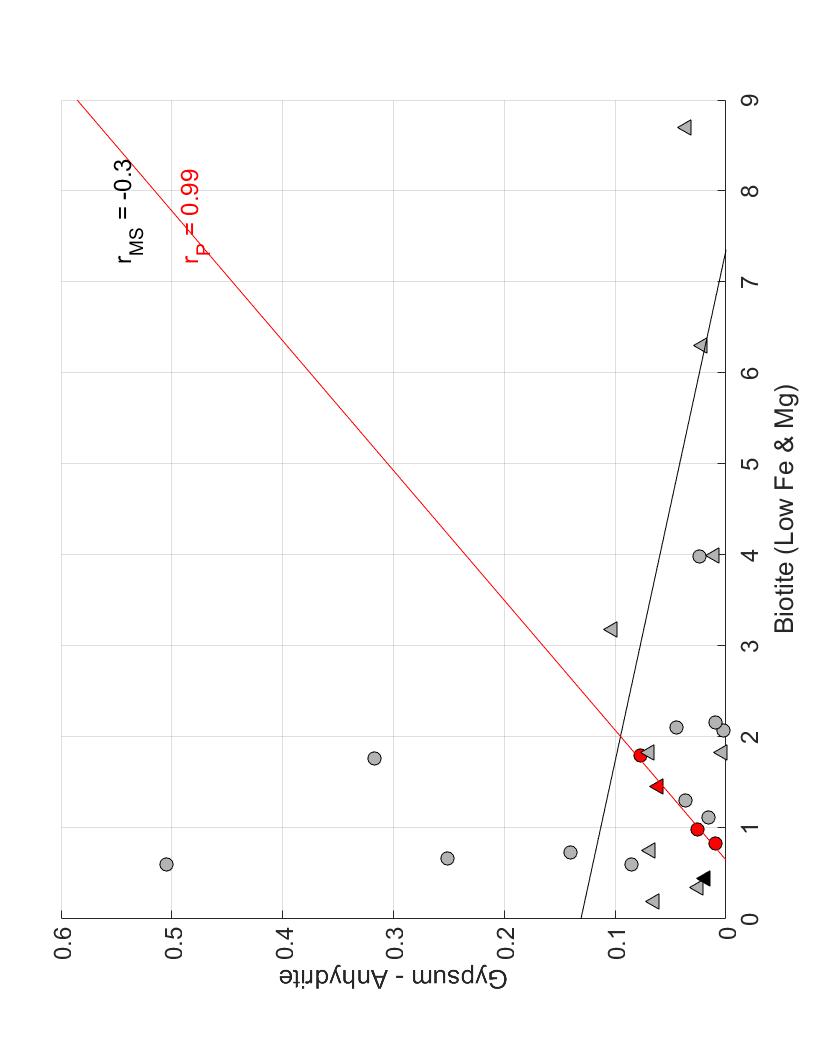 0.6
0.5
0.4
0.3
0.2
0.1
0
Gypsum - Anhydrite
r_MS = -0.3
r_P = 0.99
0 1 2 3 4 5 6 7 8 9
Biotite (Low Fe & Mg)